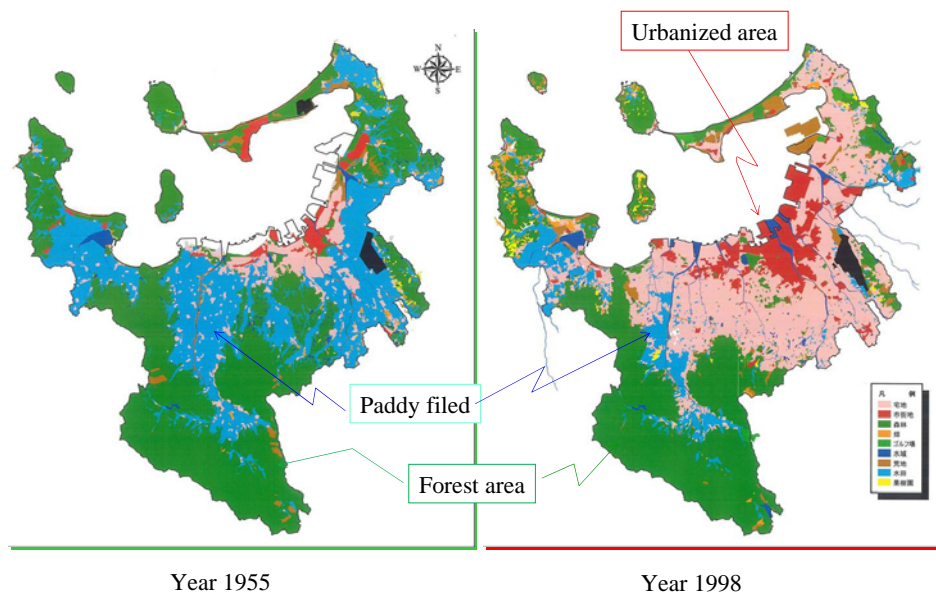 Urbanized area
N
W
E
S
Paddy filed
Forest area
凡 例
宅地
市街地
森林
畑
ゴルフ場
水域
荒地
水田
果樹園
Year 1955
Year 1998